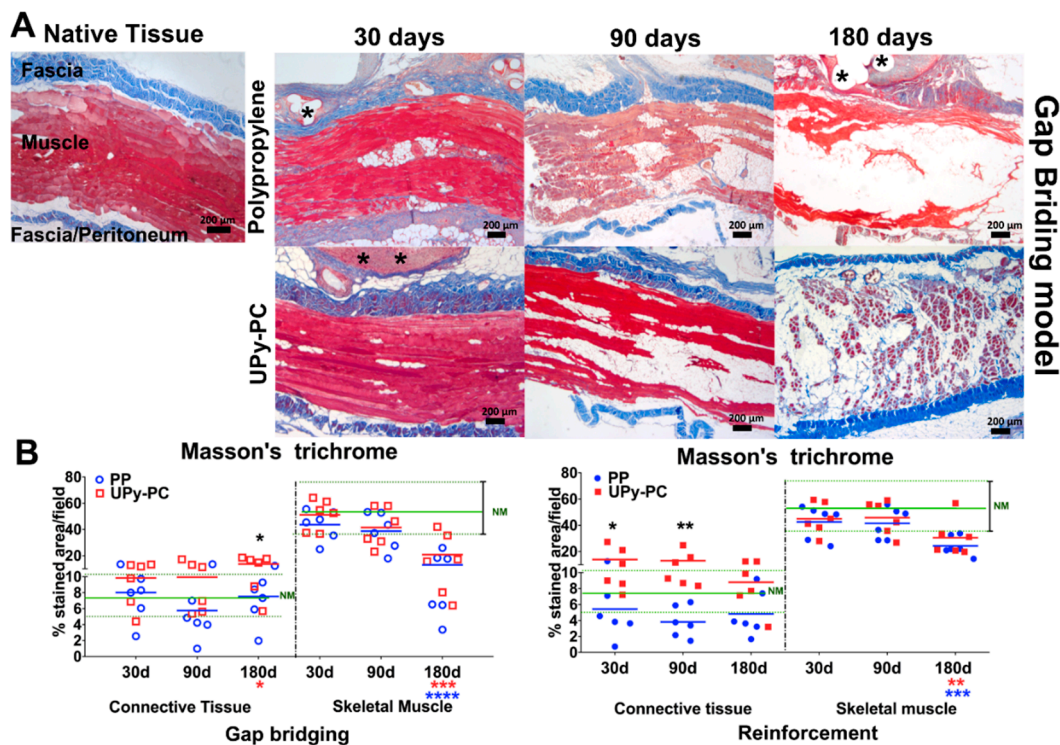 A
Native Tissue
30 days
90 days
180 days
Fascia
Muscle
Fascia/Peritoneum
200 µm
Polypropylene
*
200 µm
200 µm
* *
200 µm
UPy-PC
* *
200 µm
200 µm
200 µm
Gap Briding model
B
Masson's trichrome
% stained area/field
80
60
40
20
10
8
6
4
2
0
PP
UPy-PC
*
NM
NM
30d 90d 180d 30d 90d 180d
* ***
****
Connective Tissue Skeletal Muscle
Gap bridging
Masson's trichrome
% stained area/field
80
60
40
20
10
8
6
4
2
0
PP
UPy-PC
* **
NM
NM
30d 90d 180d 30d 90d 180d
**
***
Connective tissue Skeletal muscle
Reinforcement